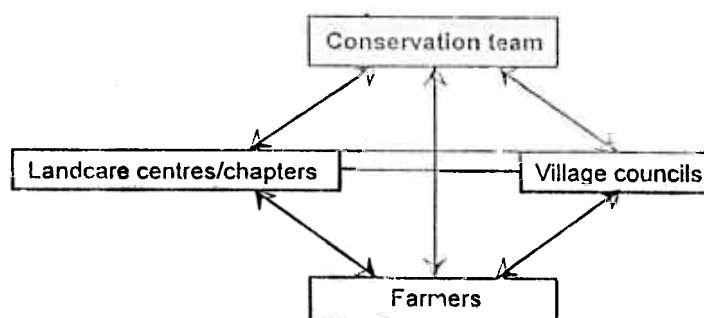 Conservation team
Landcare centres/chapters
Village councils
Farmers